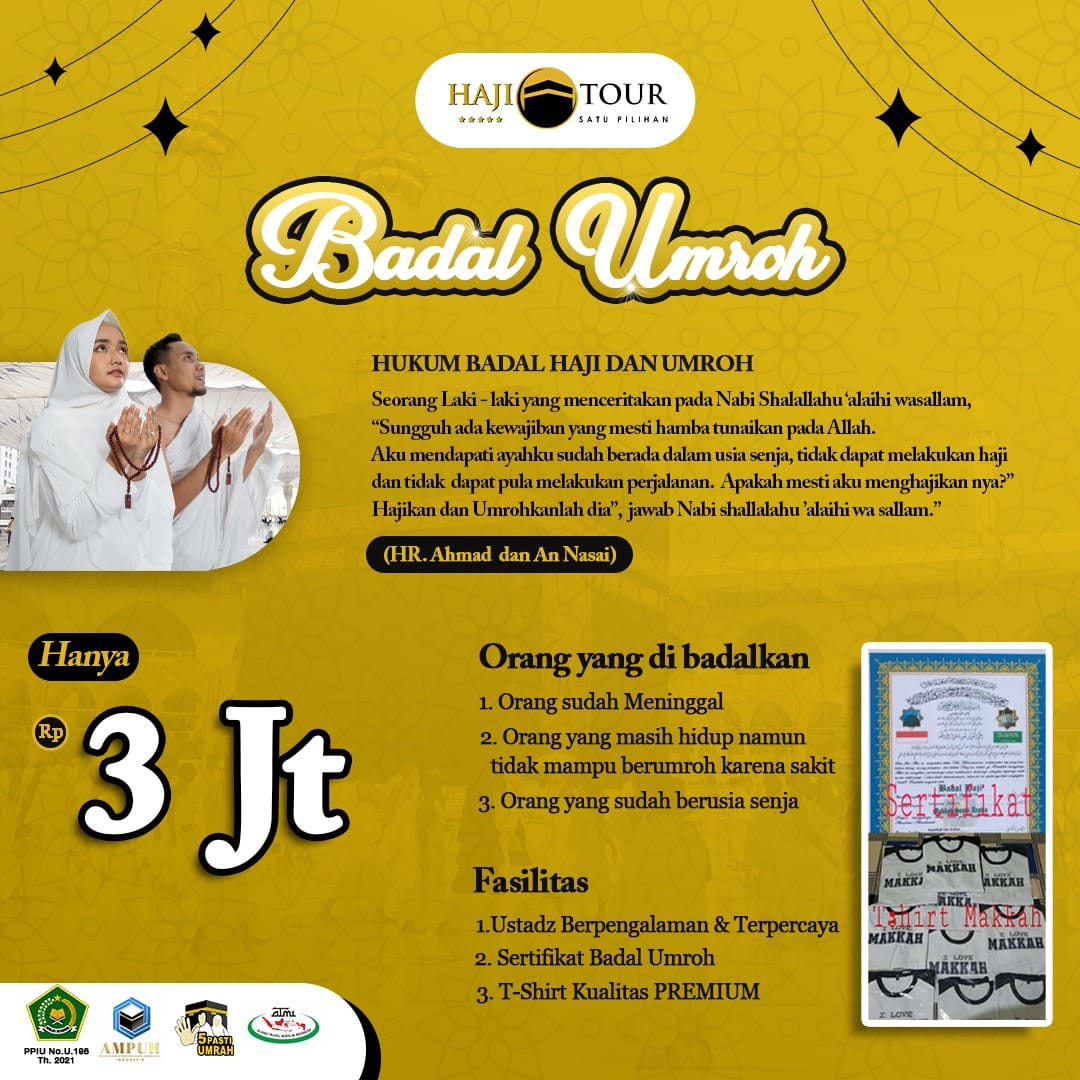 HAJI TOUR
SATU PILIHAN
Badal Umroh
HUKUM BADAL HAJI DAN UMROH
Seorang Laki - laki yang menceritakan pada Nabi Shalallahu ‘alaihi wasallam,
“Sungguh ada kewajiban yang mesti hamba tunaikan pada Allah.
Aku mendapati ayahku sudah berada dalam usia senja, tidak dapat melakukan haji
dan tidak dapat pula melakukan perjalanan. Apakah mesti aku menghajikan nya?”
Hajikan dan Umrohkanlah dia”, jawab Nabi shallalahu ’alaihi wa sallam.”
(HR. Ahmad dan An Nasai)
Hanya
Rp 3 Jt
Orang yang di badalkan
1. Orang sudah Meninggal
2. Orang yang masih hidup namun
tidak mampu berumroh karena sakit
3. Orang yang sudah berusia senja
Fasilitas
1.Ustadz Berpengalaman & Terpercaya
2. Sertifikat Badal Umroh
3. T-Shirt Kualitas PREMIUM
Badal Haji
Sertifikat
I LOVE
MAKKAH
MAKKAH
Tshirt Makkah
MAKKAH
MAKKAH
I LOVE
MAKKAH
PPIU No.U.198
Th. 2021
AMPUH
INDONESIA
5 PASTI
UMRAH